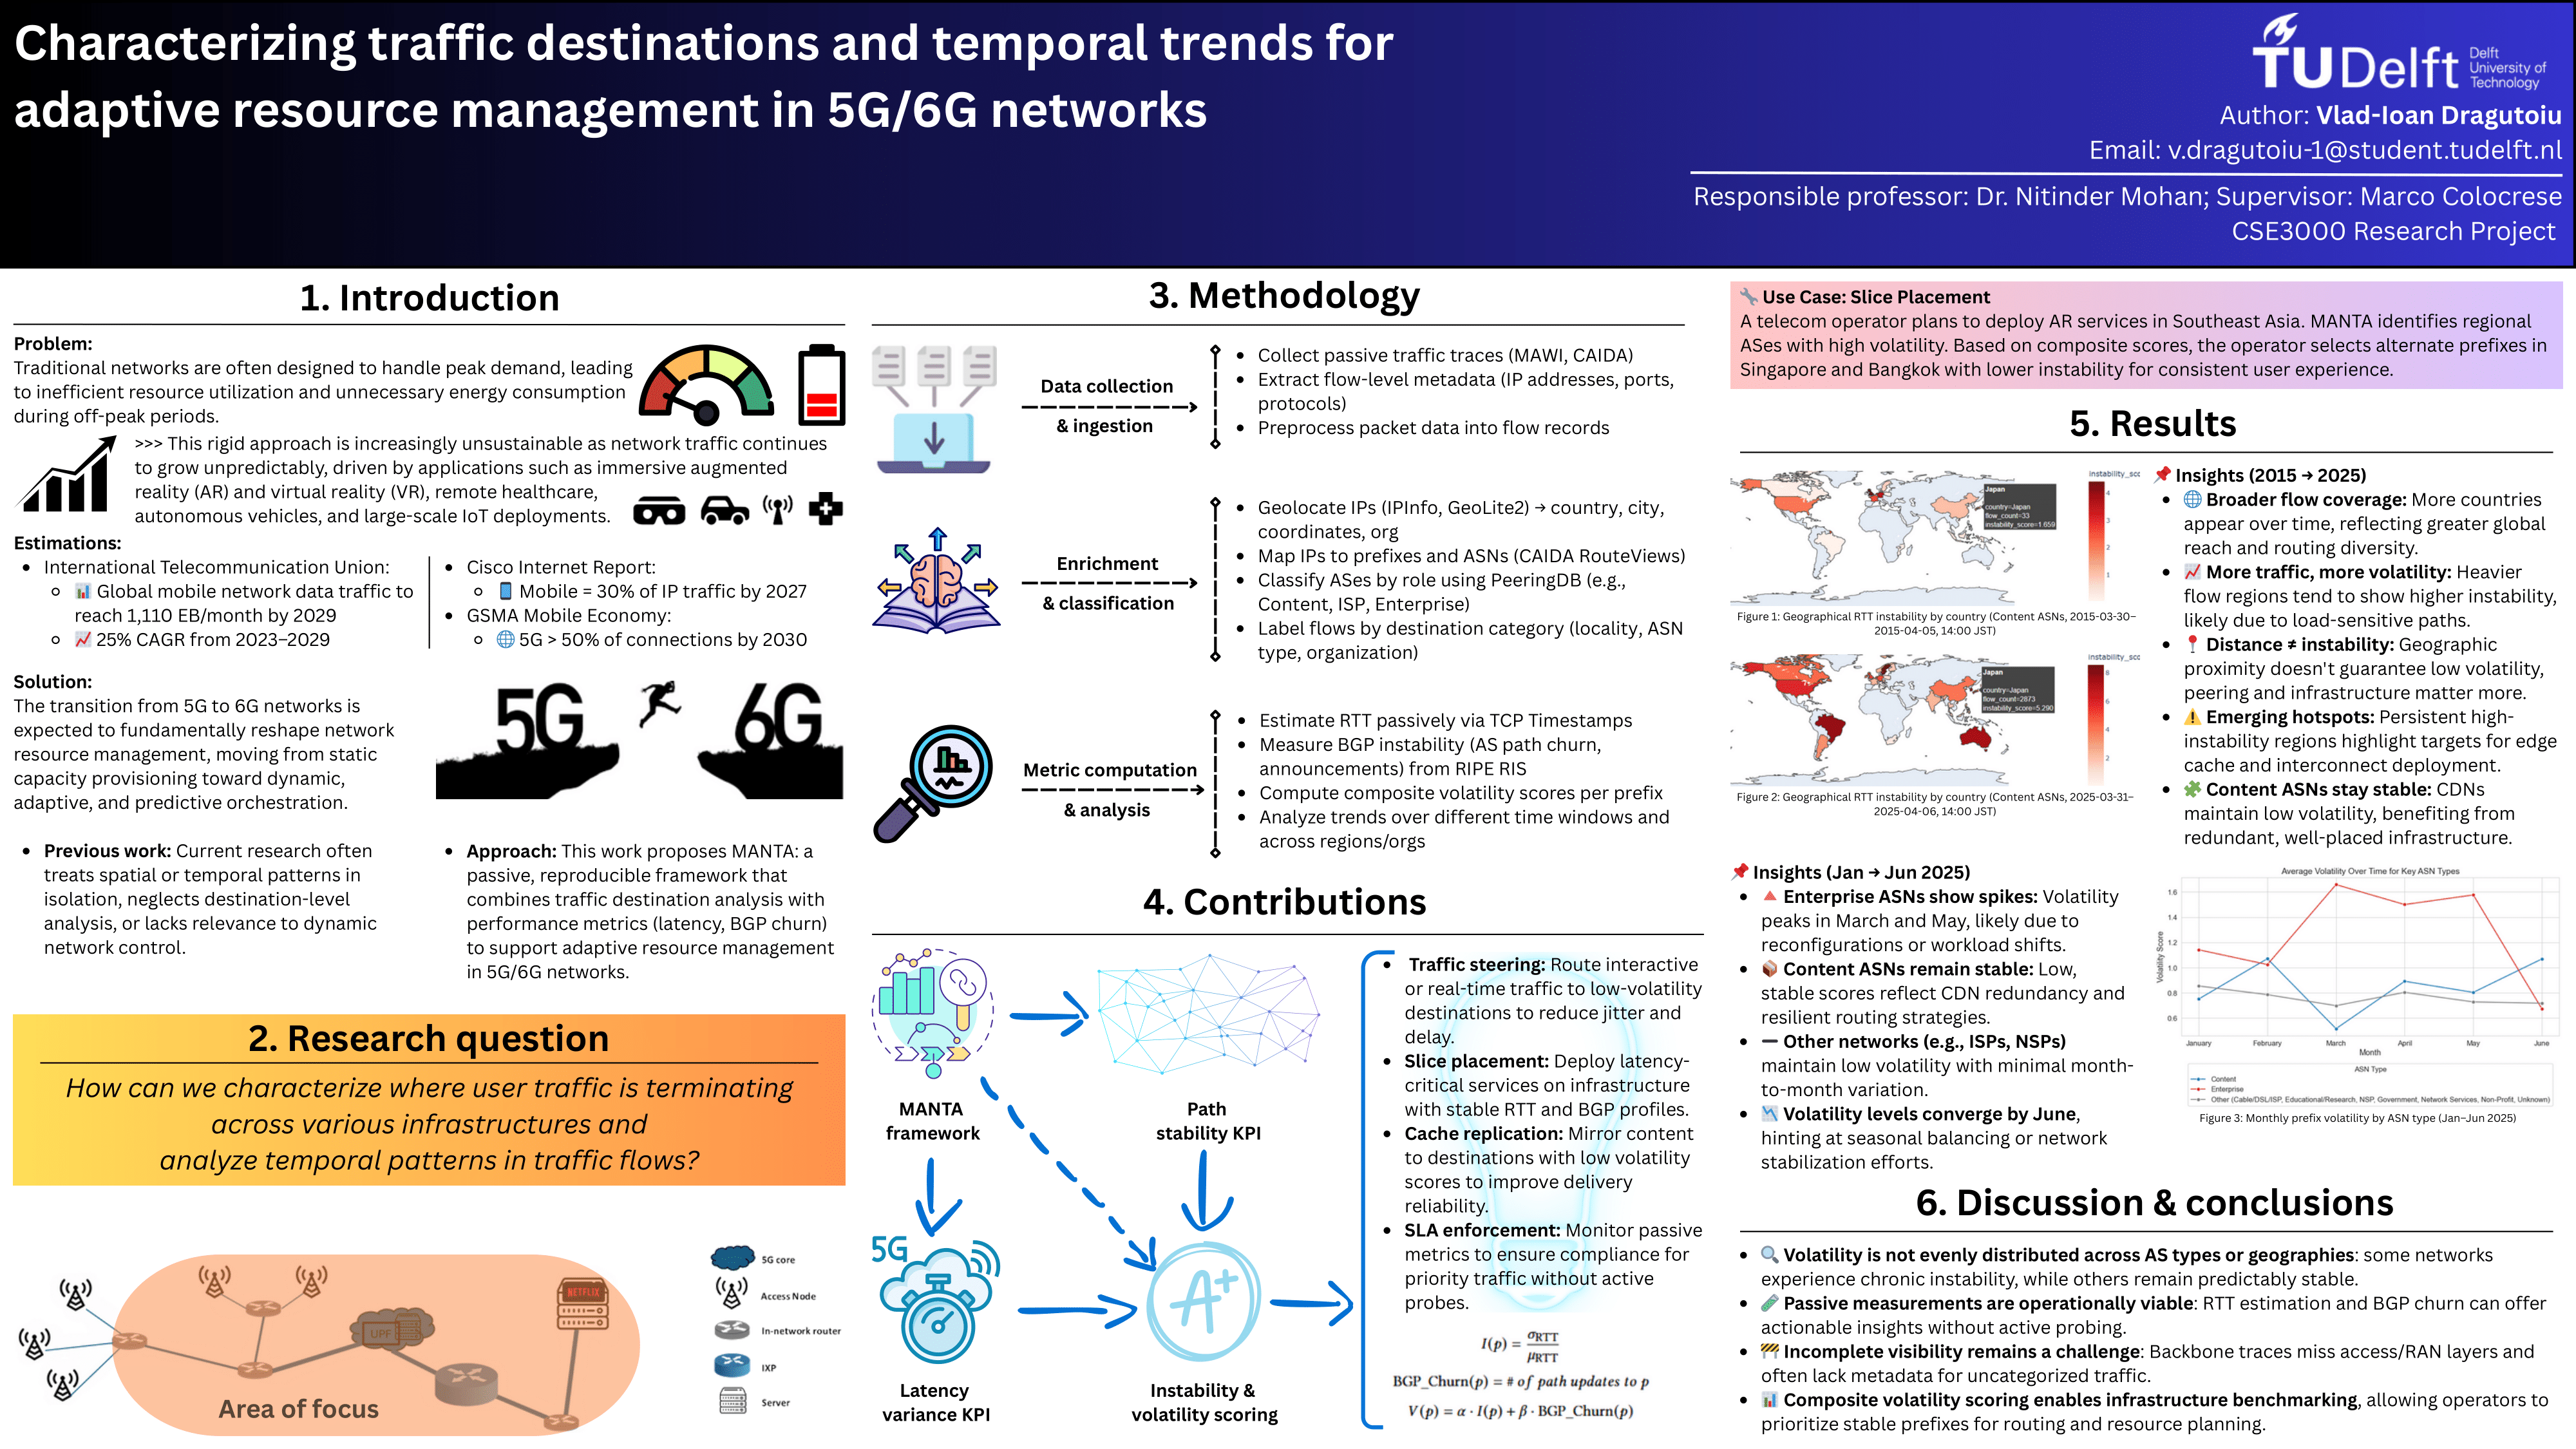 Characterizing traffic destinations and temporal trends for
adaptive resource management in 5G/6G networks
TUDelft
Delft
University of
Technology
Author: Vlad-Ioan Dragutoiu
Email: v.dragutoiu-1@student.tudelft.nl
Responsible professor: Dr. Nitinder Mohan; Supervisor: Marco Colocrese
CSE3000 Research Project
1. Introduction
Problem:
Traditional networks are often designed to handle peak demand, leading
to inefficient resource utilization and unnecessary energy consumption
during off-peak periods.
>>> This rigid approach is increasingly unsustainable as network traffic continues
to grow unpredictably, driven by applications such as immersive augmented
reality (AR) and virtual reality (VR), remote healthcare,
autonomous vehicles, and large-scale IoT deployments.
Estimations:
• International Telecommunication Union:
📊 Global mobile network data traffic to
reach 1,110 EB/month by 2029
📈 25% CAGR from 2023–2029
• Cisco Internet Report:
📱 Mobile = 30% of IP traffic by 2027
• GSMA Mobile Economy:
🌐 5G > 50% of connections by 2030
Solution:
The transition from 5G to 6G networks is
expected to fundamentally reshape network
resource management, moving from static
capacity provisioning toward dynamic,
adaptive, and predictive orchestration.
5G
6G
• Previous work: Current research often
treats spatial or temporal patterns in
isolation, neglects destination-level
analysis, or lacks relevance to dynamic
network control.
• Approach: This work proposes MANTA: a
passive, reproducible framework that
combines traffic destination analysis with
performance metrics (latency, BGP churn)
to support adaptive resource management
in 5G/6G networks.
2. Research question
How can we characterize where user traffic is terminating
across various infrastructures and
analyze temporal patterns in traffic flows?
UPF
NETFLIX
Area of focus
5G core
Access Node
In-network router
IXP
Server
3. Methodology
Data collection
& ingestion
• Collect passive traffic traces (MAWI, CAIDA)
• Extract flow-level metadata (IP addresses, ports,
protocols)
• Preprocess packet data into flow records
Enrichment
& classification
• Geolocate IPs (IPInfo, GeoLite2) → country, city,
coordinates, org
• Map IPs to prefixes and ASNs (CAIDA RouteViews)
• Classify ASes by role using PeeringDB (e.g.,
Content, ISP, Enterprise)
• Label flows by destination category (locality, ASN
type, organization)
Metric computation
& analysis
• Estimate RTT passively via TCP Timestamps
• Measure BGP instability (AS path churn,
announcements) from RIPE RIS
• Compute composite volatility scores per prefix
• Analyze trends over different time windows and
across regions/orgs
4. Contributions
MANTA
framework
Path
stability KPI
5G
A+
Latency
variance KPI
Instability &
volatility scoring
• Traffic steering: Route interactive
or real-time traffic to low-volatility
destinations to reduce jitter and
delay.
• Slice placement: Deploy latency-
critical services on infrastructure
with stable RTT and BGP profiles.
• Cache replication: Mirror content
to destinations with low volatility
scores to improve delivery
reliability.
• SLA enforcement: Monitor passive
metrics to ensure compliance for
priority traffic without active
probes.
I(p) = σRTT / μRTT
BGP_Churn(p) = # of path updates to p
V(p) = α · I(p) + β · BGP_Churn(p)
🔧 Use Case: Slice Placement
A telecom operator plans to deploy AR services in Southeast Asia. MANTA identifies regional
ASes with high volatility. Based on composite scores, the operator selects alternate prefixes in
Singapore and Bangkok with lower instability for consistent user experience.
5. Results
instability_sco
4
3
2
1
Japan
country=Japan
flow_count=33
instability_score=1.659
Figure 1: Geographical RTT instability by country (Content ASNs, 2015-03-30–
2015-04-05, 14:00 JST)
instability_sco
8
6
4
2
Japan
country=Japan
flow_count=2873
instability_score=5.290
Figure 2: Geographical RTT instability by country (Content ASNs, 2025-03-31–
2025-04-06, 14:00 JST)
📌 Insights (2015 → 2025)
• 🌐 Broader flow coverage: More countries
appear over time, reflecting greater global
reach and routing diversity.
• 📈 More traffic, more volatility: Heavier
flow regions tend to show higher instability,
likely due to load-sensitive paths.
• 📍 Distance ≠ instability: Geographic
proximity doesn't guarantee low volatility,
peering and infrastructure matter more.
• ⚠️ Emerging hotspots: Persistent high-
instability regions highlight targets for edge
cache and interconnect deployment.
• 🧩 Content ASNs stay stable: CDNs
maintain low volatility, benefiting from
redundant, well-placed infrastructure.
📌 Insights (Jan → Jun 2025)
• 🔺 Enterprise ASNs show spikes: Volatility
peaks in March and May, likely due to
reconfigurations or workload shifts.
• 📦 Content ASNs remain stable: Low,
stable scores reflect CDN redundancy and
resilient routing strategies.
• ➖ Other networks (e.g., ISPs, NSPs)
maintain low volatility with minimal month-
to-month variation.
• 📉 Volatility levels converge by June,
hinting at seasonal balancing or network
stabilization efforts.
Average Volatility Over Time for Key ASN Types
Volatility Score
1.6
1.4
1.2
1.0
0.8
0.6
January February March April May June
Month
ASN Type
Content
Enterprise
Other (Cable/DSL/ISP, Educational/Research, NSP, Government, Network Services, Non-Profit, Unknown)
Figure 3: Monthly prefix volatility by ASN type (Jan–Jun 2025)
6. Discussion & conclusions
• 🔍 Volatility is not evenly distributed across AS types or geographies: some networks
experience chronic instability, while others remain predictably stable.
• 🧪 Passive measurements are operationally viable: RTT estimation and BGP churn can offer
actionable insights without active probing.
• 🚧 Incomplete visibility remains a challenge: Backbone traces miss access/RAN layers and
often lack metadata for uncategorized traffic.
• 📊 Composite volatility scoring enables infrastructure benchmarking, allowing operators to
prioritize stable prefixes for routing and resource planning.